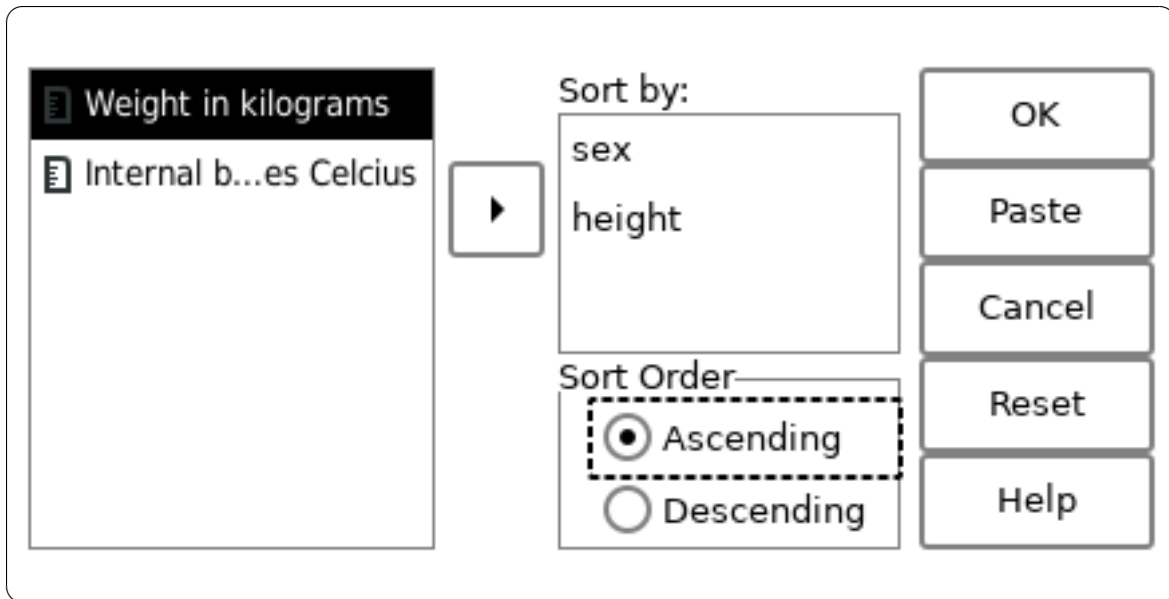 Weight in kilograms
Internal b...es Celcius
Sort by:
sex
height
Sort Order
Ascending
Descending
OK
Paste
Cancel
Reset
Help